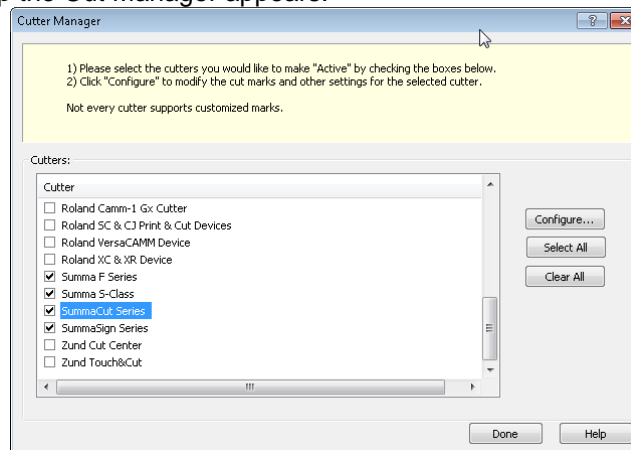 the Cut Manager appears.
Cutter Manager
1) Please select the cutters you would like to make "Active" by checking the boxes below.
2) Click "Configure" to modify the cut marks and other settings for the selected cutter.
Not every cutter supports customized marks.
Cutters:
Cutter
Roland Camm-1 Gx Cutter
Roland SC & CJ Print & Cut Devices
Roland VersaCAMM Device
Roland XC & XR Device
Summa F Series
Summa S-Class
SummaCut Series
SummaSign Series
Zund Cut Center
Zund Touch&Cut
Configure...
Select All
Clear All
Done
Help